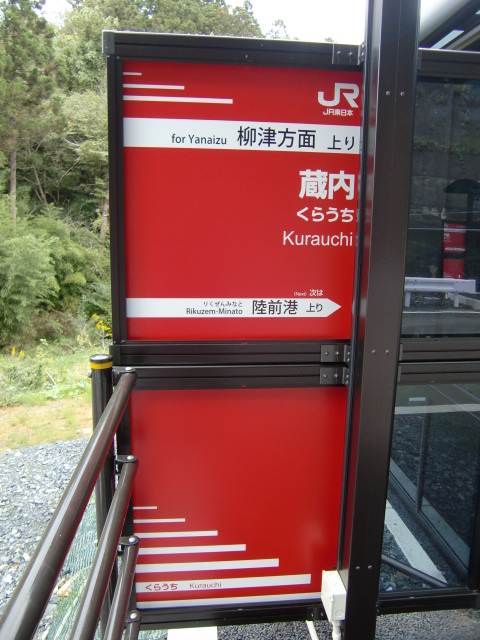 JR
JR東日本
for Yanaizu 柳津方面 上り
蔵内
くらうち
Kurauchi
(Next) 次は
りくぜんみなと
Rikuzem-Minato 陸前港 上り
くらうち Kurauchi